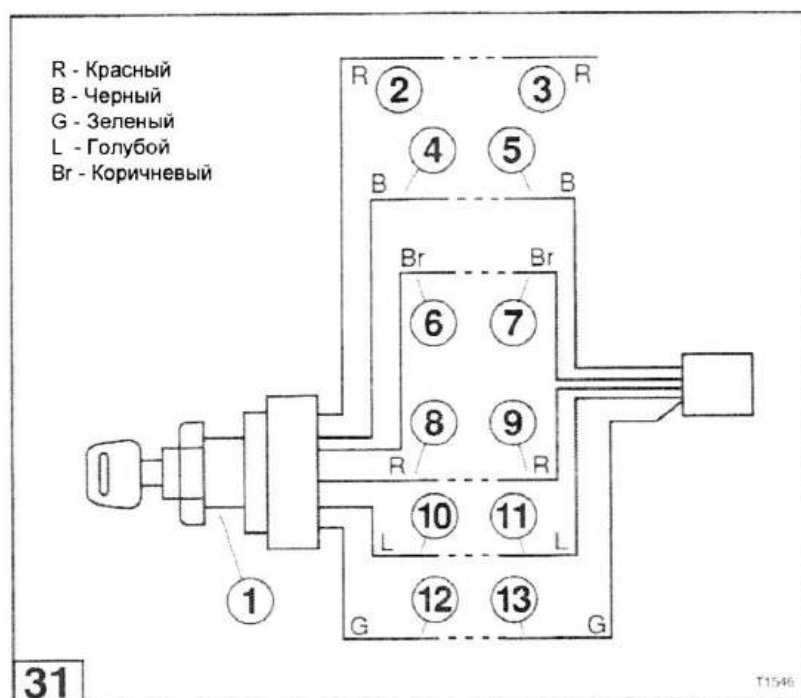 R - Красный
B - Черный
G - Зеленый
L - Голубой
Br - Коричневый
R R
2 3
4 5
B B
Br Br
6 7
8 9
R R
10 11
L L
1
12 13
G G
31
T1546